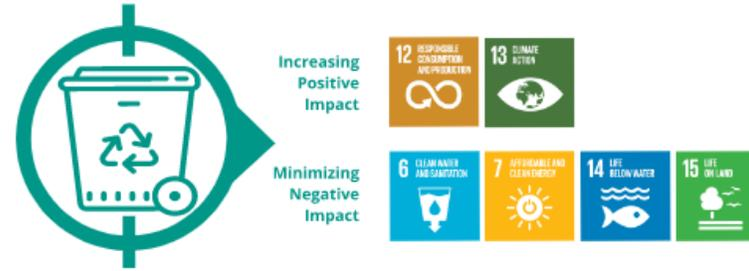 Increasing
Positive
Impact
12 RESPONSIBLE
CONSUMPTION
AND PRODUCTION
13 CLIMATE
ACTION
Minimizing
Negative
Impact
6 CLEAN WATER
AND SANITATION
7 AFFORDABLE AND
CLEAN ENERGY
14 LIFE
BELOW WATER
15 LIFE
ON LAND